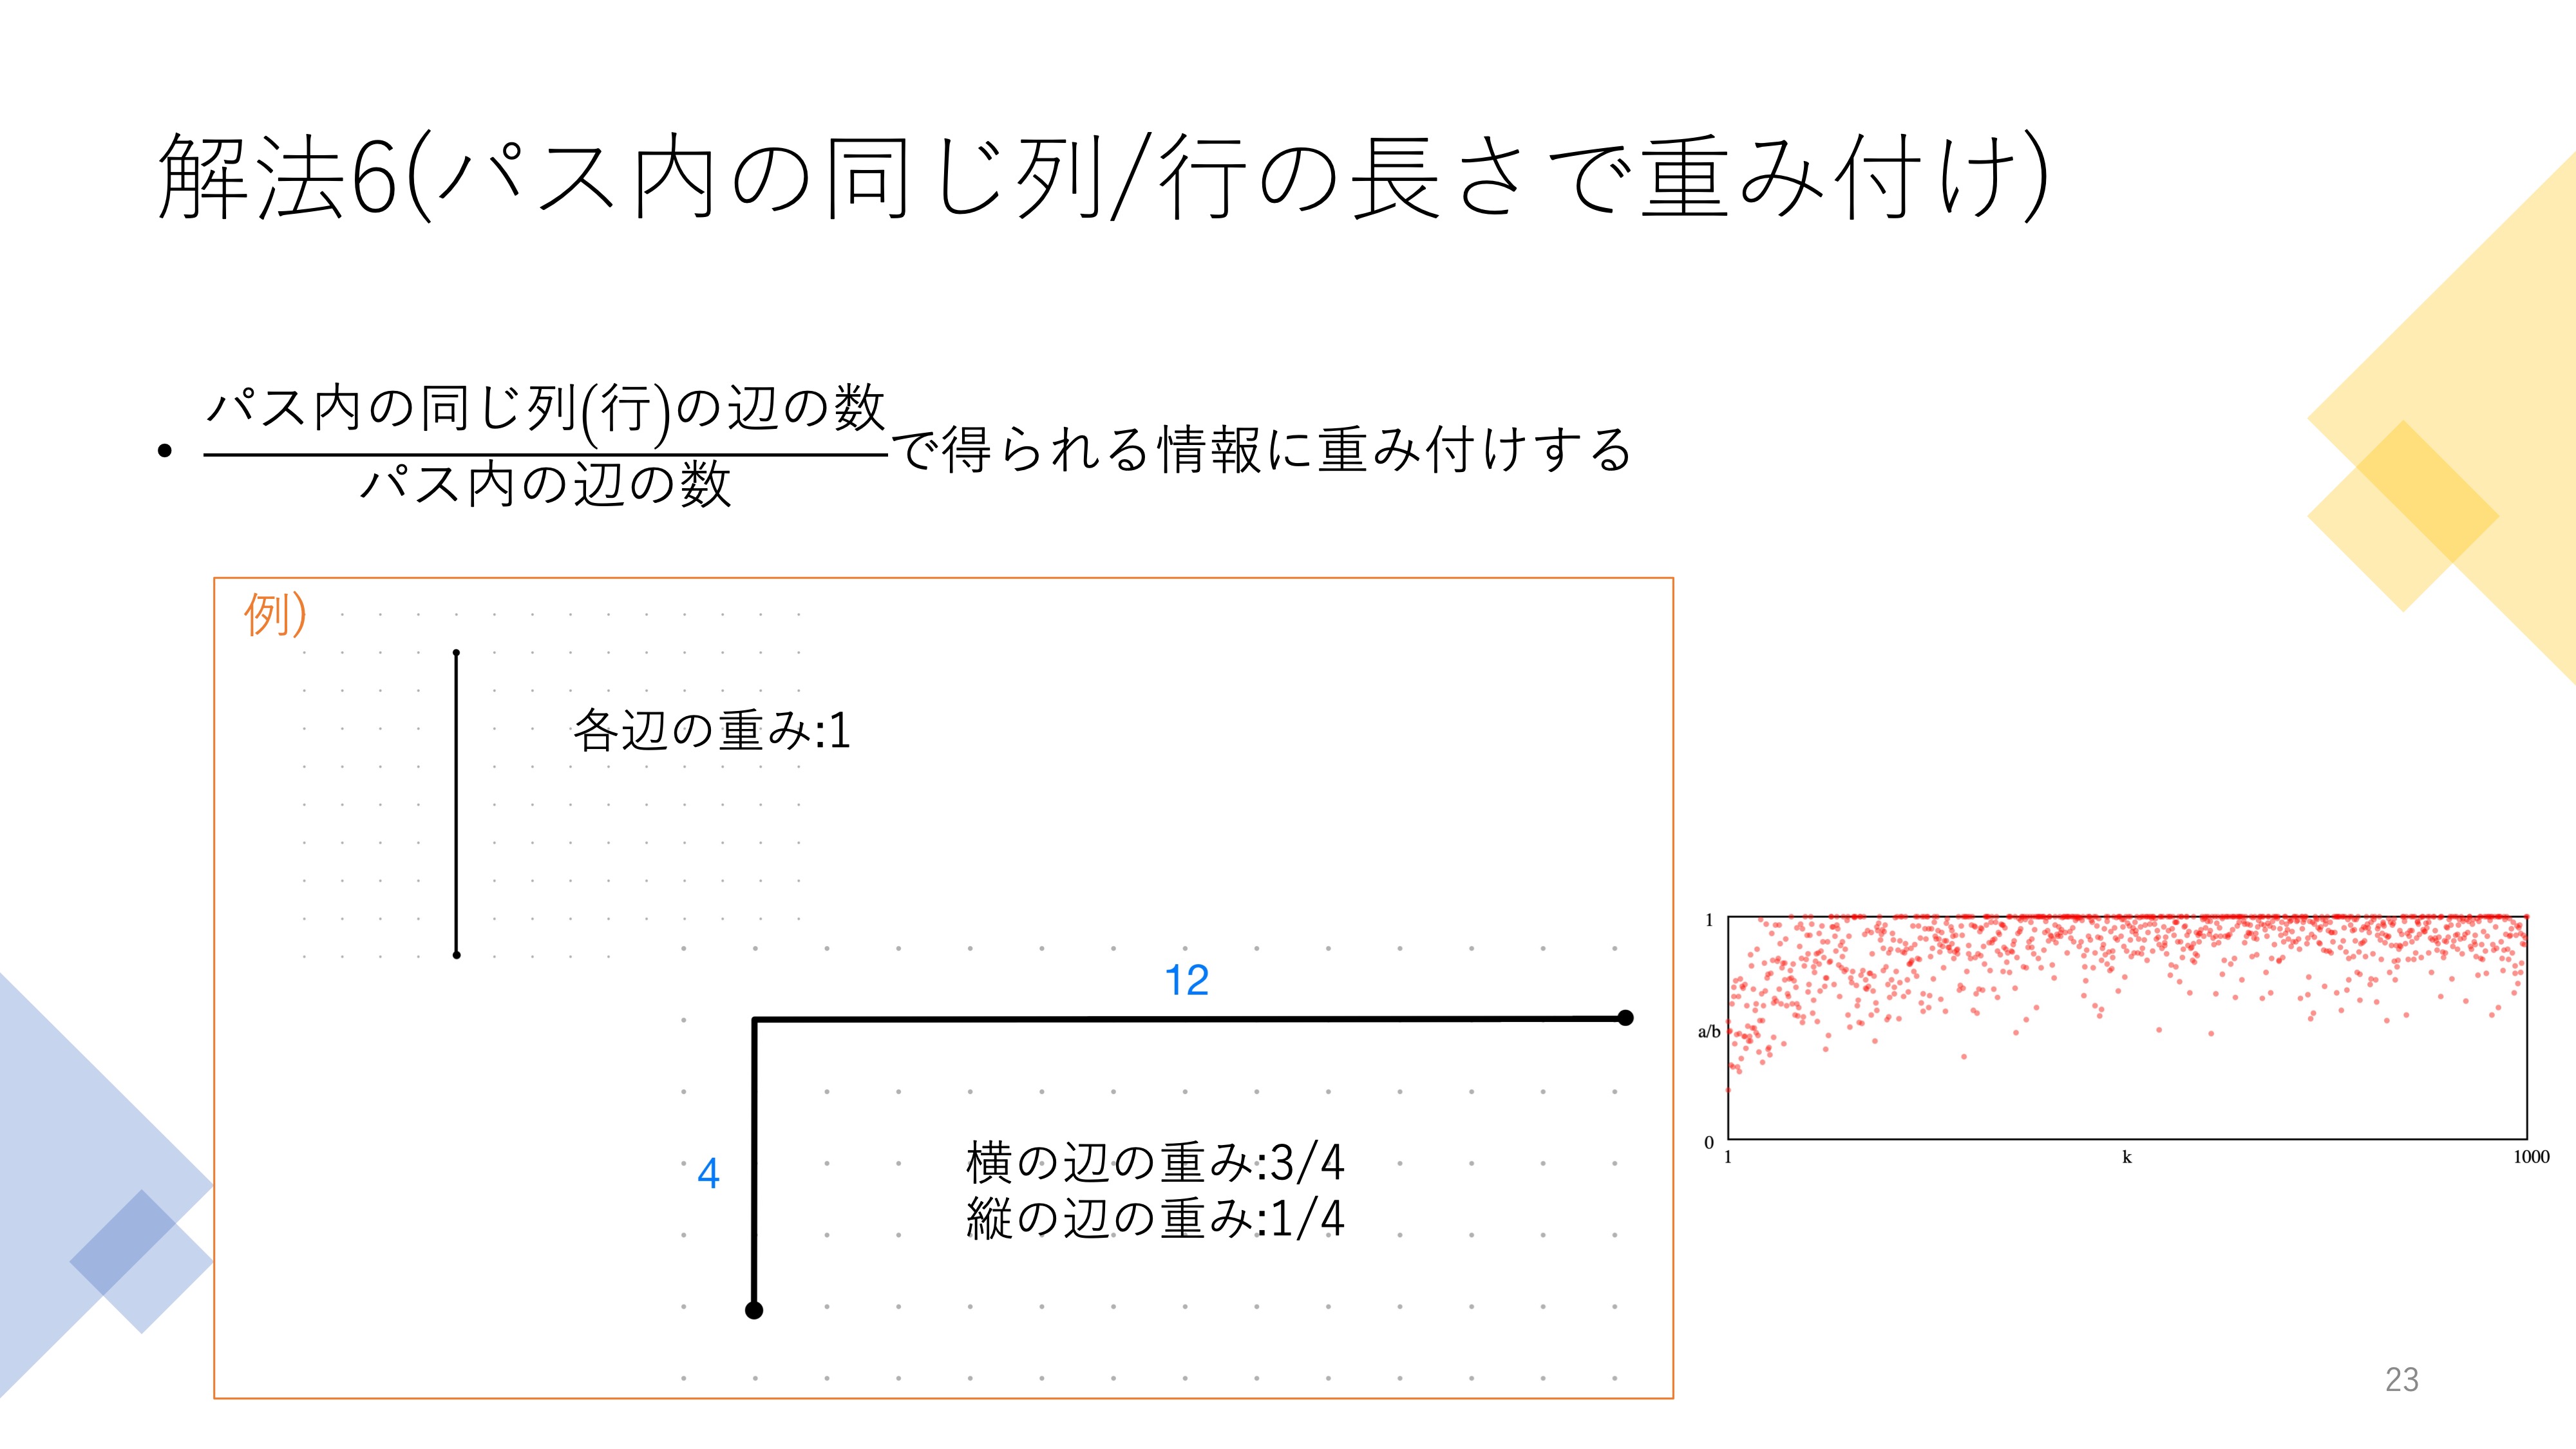 解法6(パス内の同じ列/行の長さで重み付け)
• パス内の同じ列(行)の辺の数
パス内の辺の数
で得られる情報に重み付けする
例)
各辺の重み:1
12
4
横の辺の重み:3/4
縦の辺の重み:1/4
1
a/b
0
1
k
1000
23